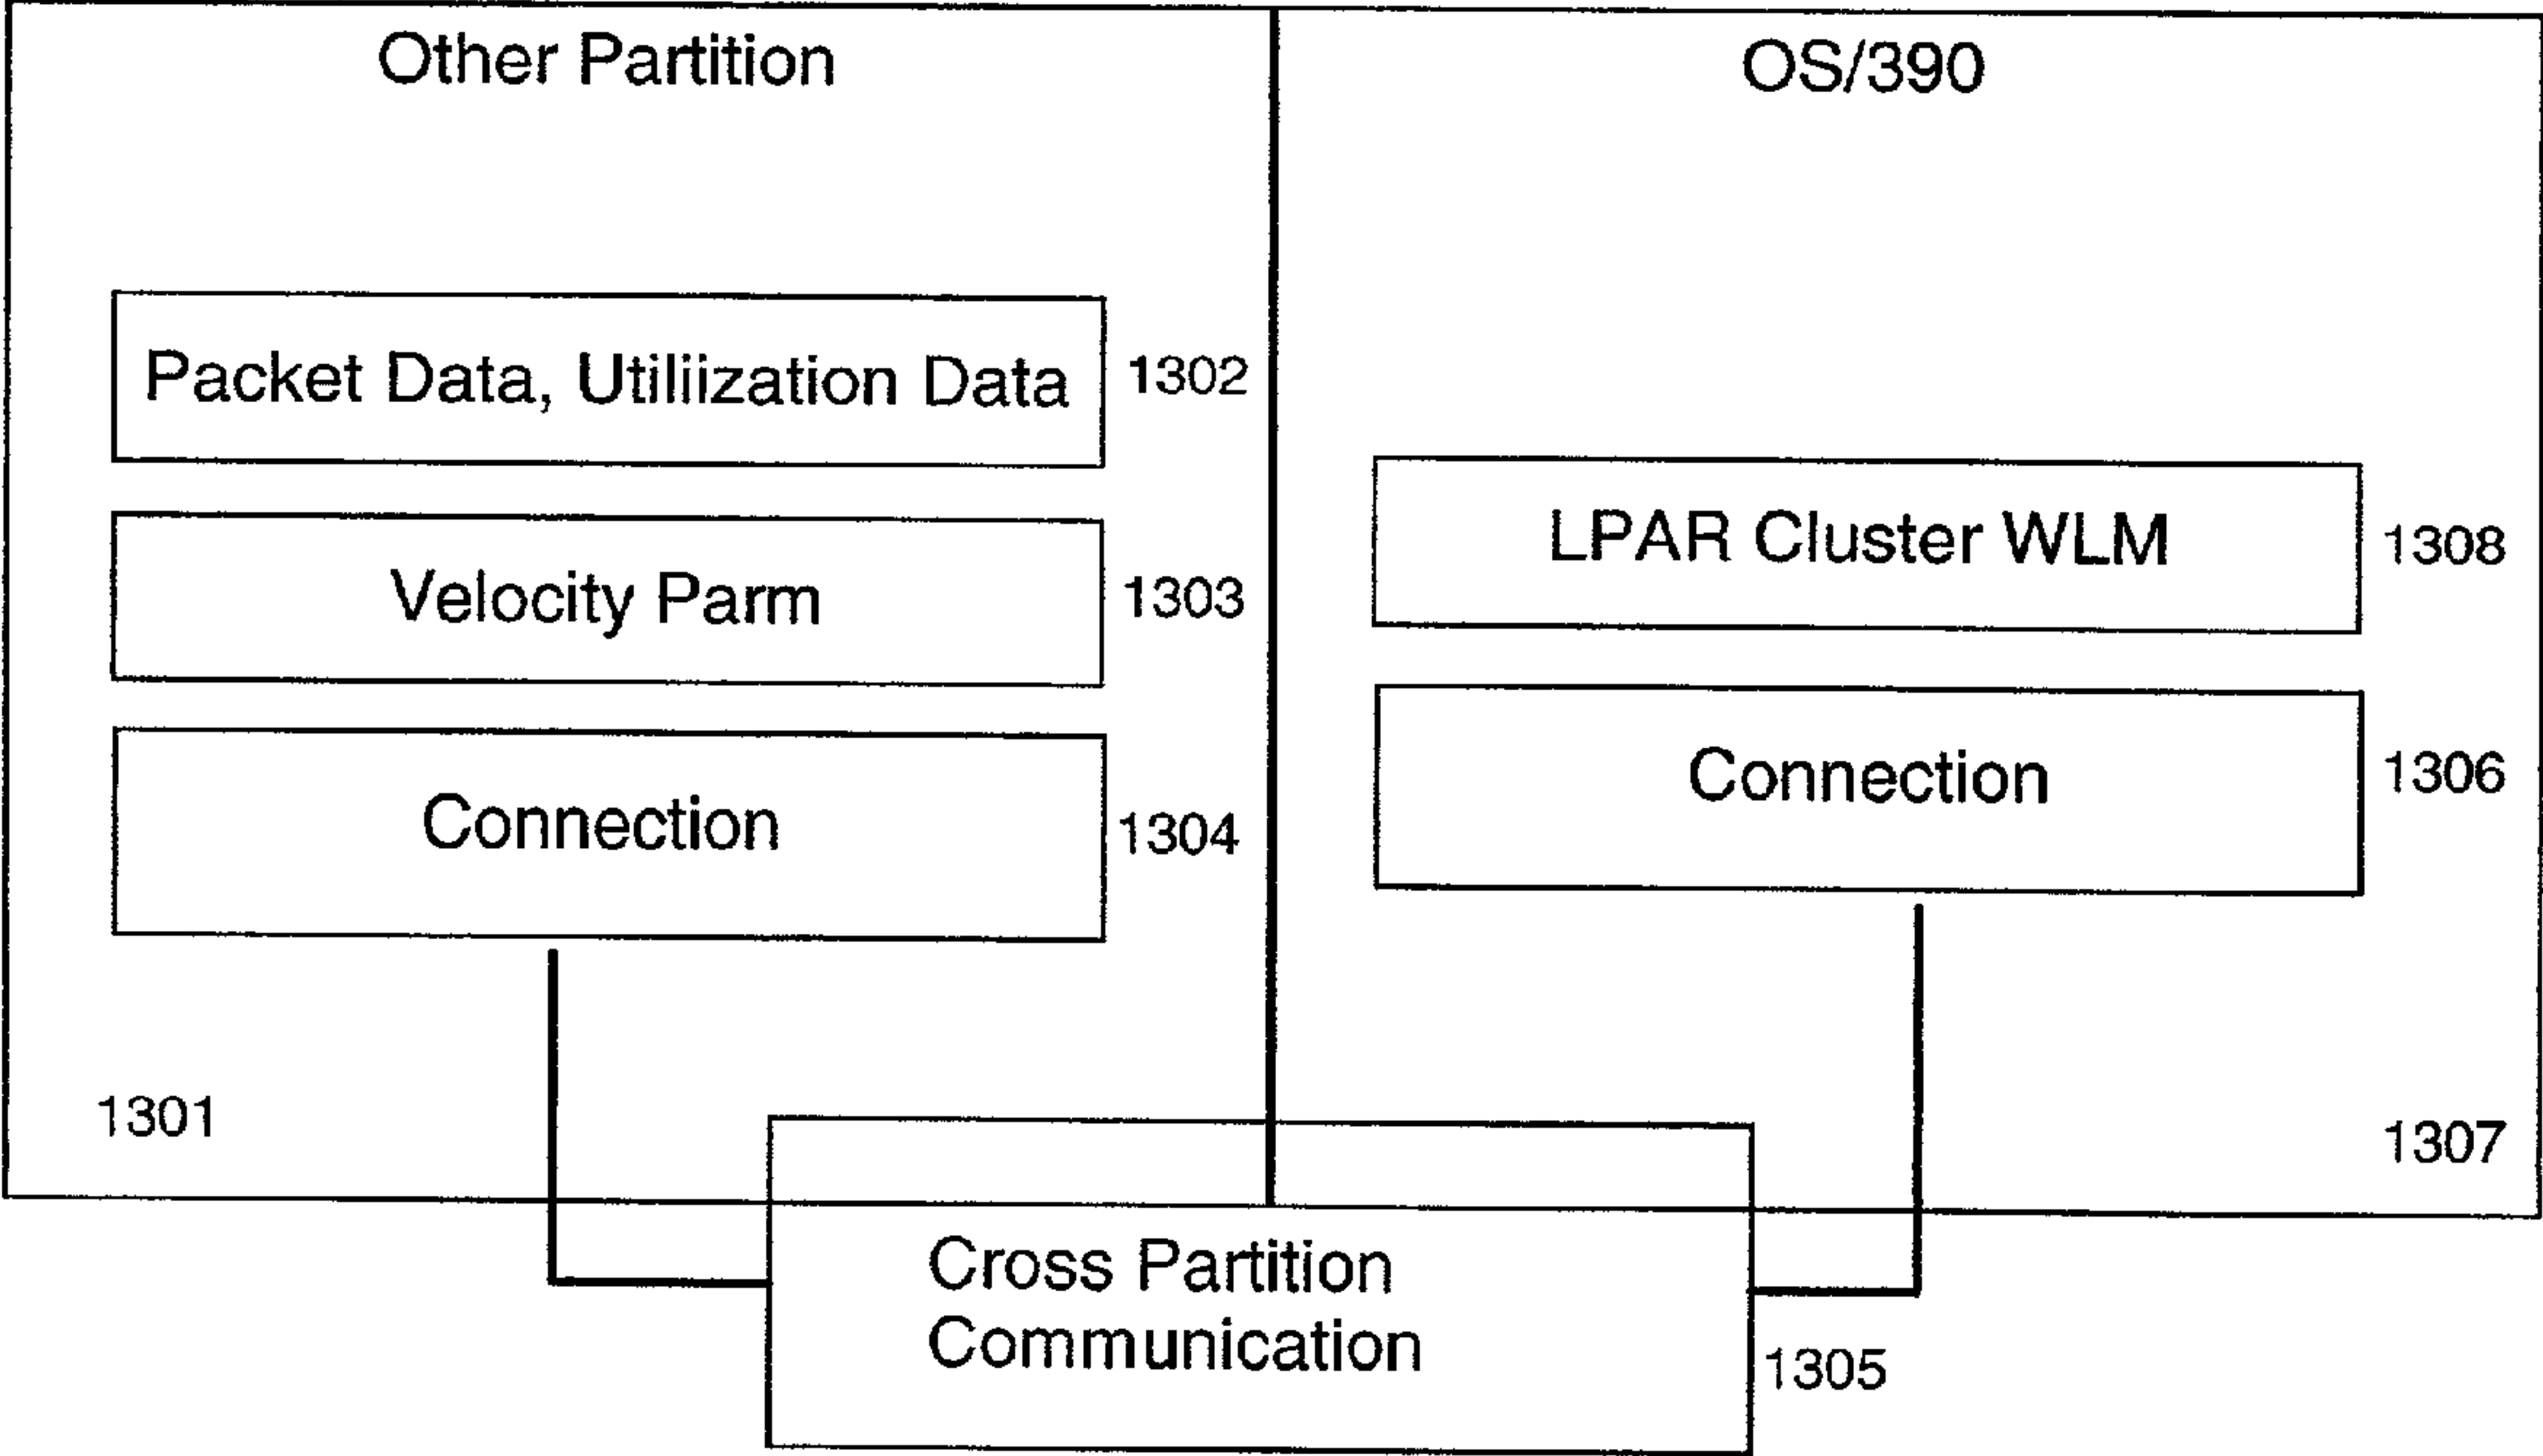 Other Partition
OS/390
Packet Data, Utiliization Data
1302
Velocity Parm
1303
LPAR Cluster WLM
1308
Connection
1304
Connection
1306
1301
1307
Cross Partition
Communication
1305